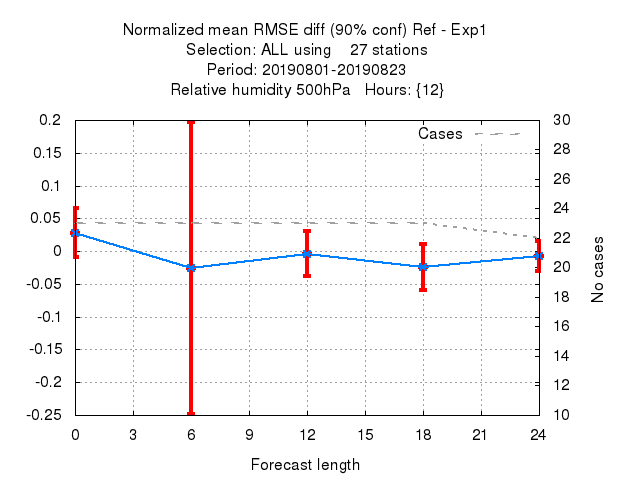 Normalized mean RMSE diff (90% conf) Ref - Exp1
Selection: ALL using 27 stations
Period: 20190801-20190823
Relative humidity 500hPa Hours: {12}
Cases
0.2
0.15
0.1
0.05
0
-0.05
-0.1
-0.15
-0.2
-0.25
30
28
26
24
22
20
18
16
14
12
10
No cases
0 3 6 9 12 15 18 21 24
Forecast length